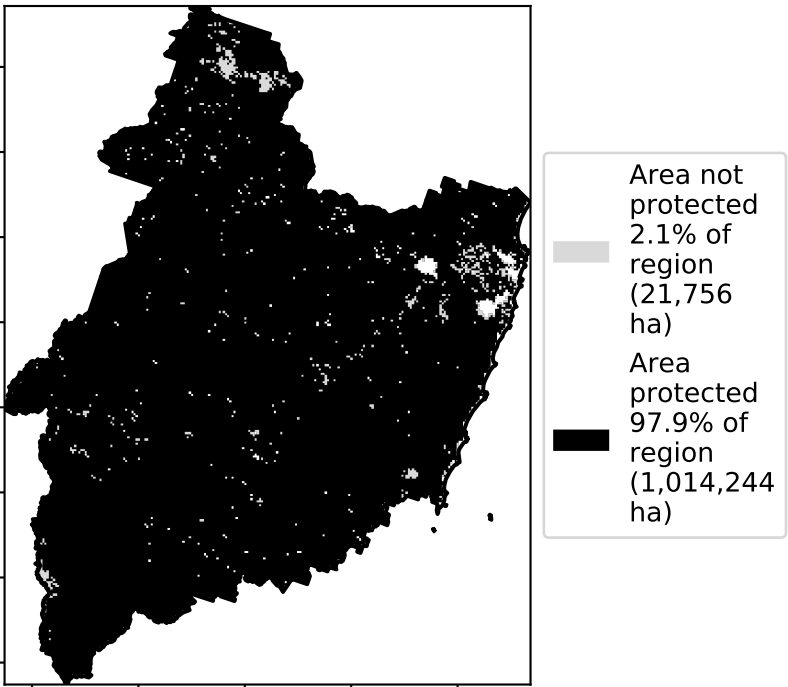 Area not
protected
2.1% of
region
(21,756
ha)
Area
protected
97.9% of
region
(1,014,244
ha)